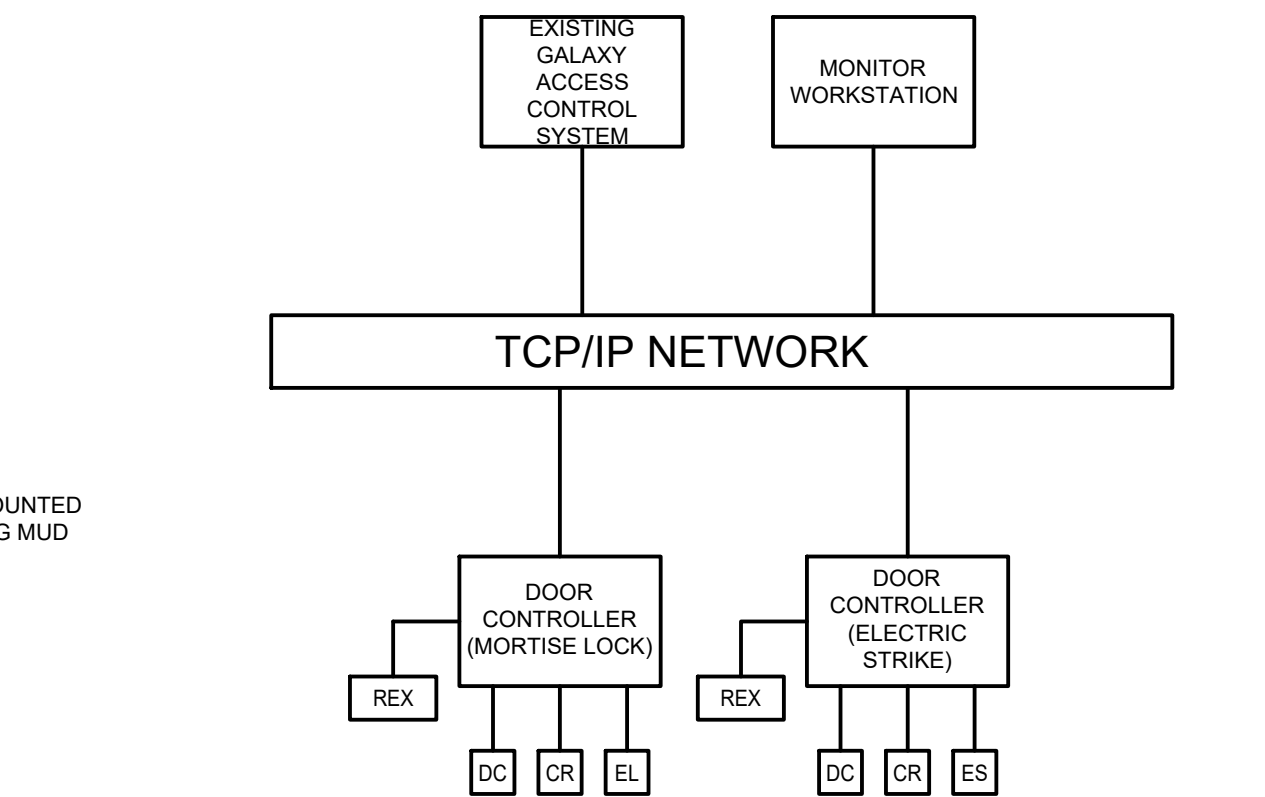 EXISTING
GALAXY
ACCESS
CONTROL
SYSTEM
MONITOR
WORKSTATION
TCP/IP NETWORK
MUD
DOOR
CONTROLLER
(MORTISE LOCK)
DOOR
CONTROLLER
(ELECTRIC
STRIKE)
REX
REX
DC
CR
EL
DC
CR
ES